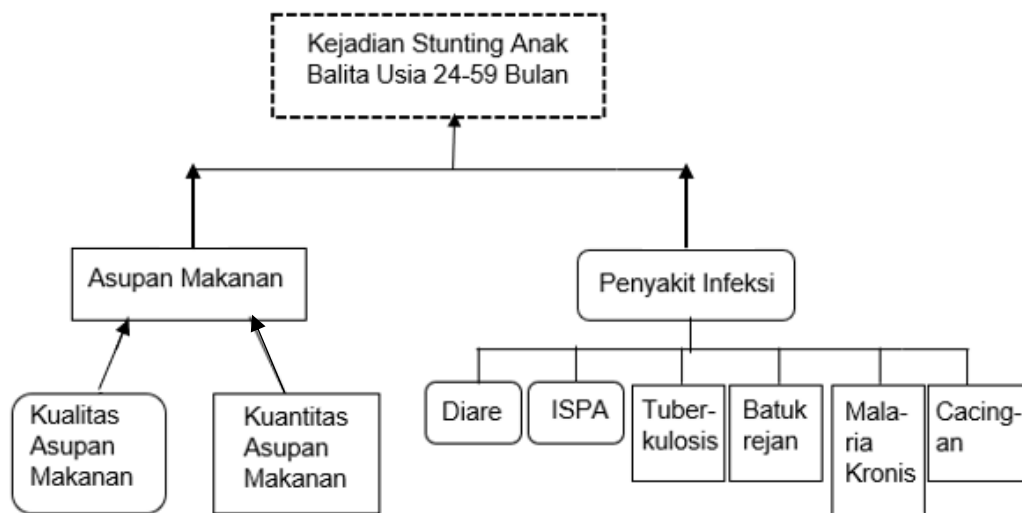 Kejadian Stunting Anak
Balita Usia 24-59 Bulan
Asupan Makanan
Penyakit Infeksi
Kualitas
Asupan
Makanan
Kuantitas
Asupan
Makanan
Diare
ISPA
Tuber-
kulosis
Batuk
rejan
Mala-
ria
Kronis
Cacing-
an